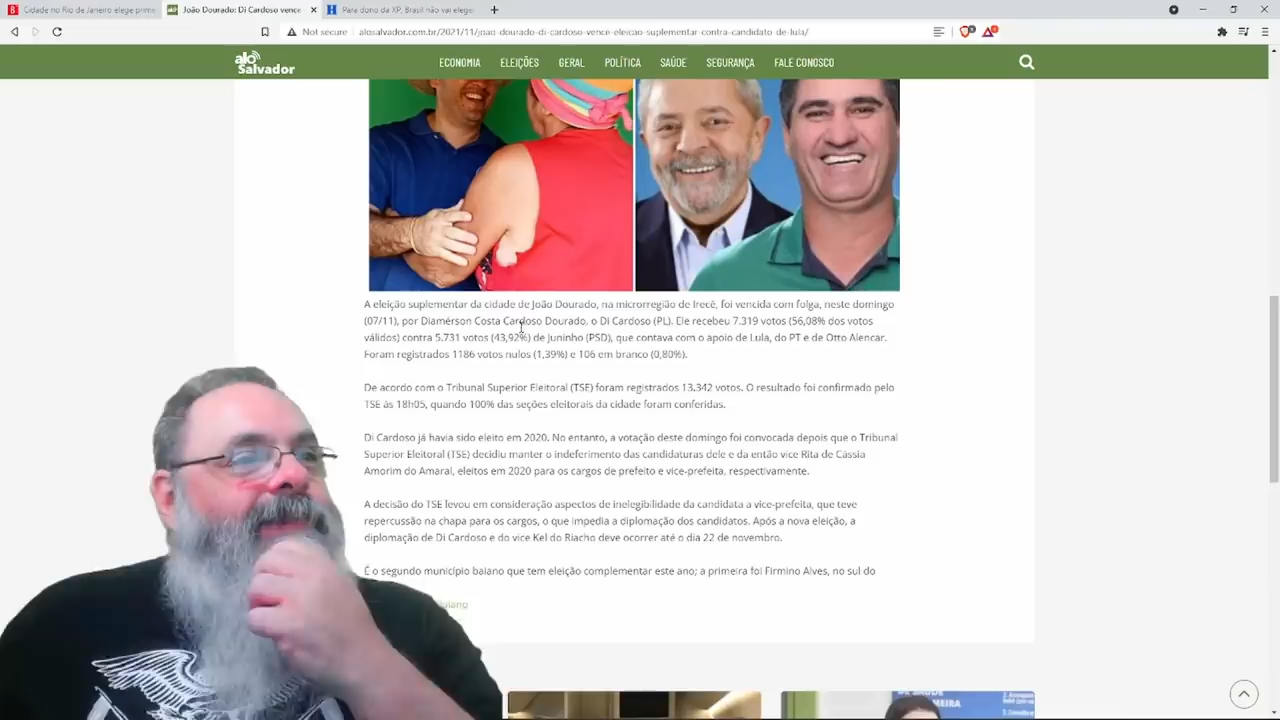 Cidade no Rio de Janeiro elege prime
João Dourado: Di Cardoso vence
Para dono da XP, Brasil não vai eleger
Not secure
alosalvador.com.br/2021/11/joao-dourado-di-cardoso-vence-eleicao-suplementar-contra-candidato-de-lula/
alô Salvador
ECONOMIA ELEIÇÕES GERAL POLÍTICA SAÚDE SEGURANÇA FALE CONOSCO
A eleição suplementar da cidade de João Dourado, na microrregião de Irecê, foi vencida com folga, neste domingo
(07/11), por Diamérson Costa Cardoso Dourado, o Di Cardoso (PL). Ele recebeu 7.319 votos (56,08% dos votos
válidos) contra 5.731 votos (43,92%) de Juninho (PSD), que contava com o apoio de Lula, do PT e de Otto Alencar.
Foram registrados 1186 votos nulos (1,39%) e 106 em branco (0,80%).
De acordo com o Tribunal Superior Eleitoral (TSE) foram registrados 13.342 votos. O resultado foi confirmado pelo
TSE às 18h05, quando 100% das seções eleitorais da cidade foram conferidas.
Di Cardoso já havia sido eleito em 2020. No entanto, a votação deste domingo foi convocada depois que o Tribunal
Superior Eleitoral (TSE) decidiu manter o indeferimento das candidaturas dele e da então vice Rita de Cássia
Amorim do Amaral, eleitos em 2020 para os cargos de prefeito e vice-prefeita, respectivamente.
A decisão do TSE levou em consideração aspectos de inelegibilidade da candidata a vice-prefeita, que teve
repercussão na chapa para os cargos, o que impedia a diplomação dos candidatos. Após a nova eleição, a
diplomação de Di Cardoso e do vice Kel do Riacho deve ocorrer até o dia 22 de novembro.
É o segundo município baiano que tem eleição complementar este ano; a primeira foi Firmino Alves, no sul do